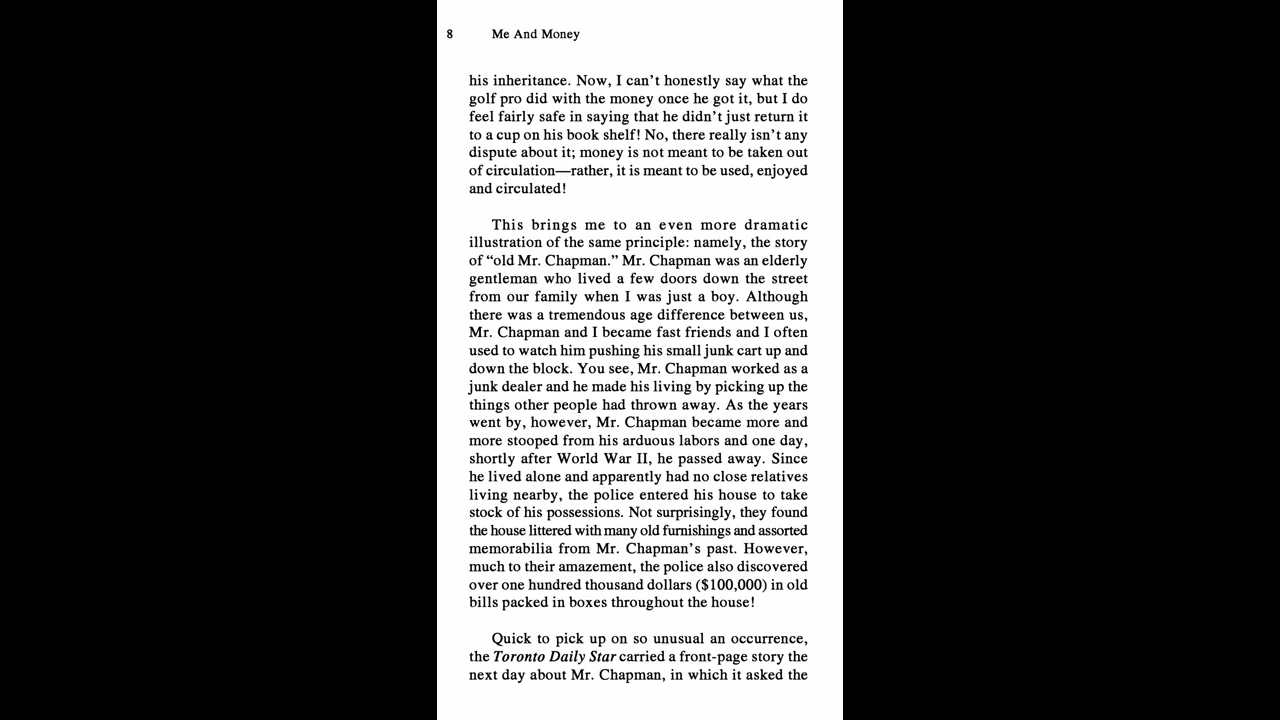 8 Me And Money
his inheritance. Now, I can't honestly say what the
golf pro did with the money once he got it, but I do
feel fairly safe in saying that he didn't just return it
to a cup on his book shelf! No, there really isn't any
dispute about it; money is not meant to be taken out
of circulation—rather, it is meant to be used, enjoyed
and circulated!
This brings me to an even more dramatic
illustration of the same principle: namely, the story
of “old Mr. Chapman.” Mr. Chapman was an elderly
gentleman who lived a few doors down the street
from our family when I was just a boy. Although
there was a tremendous age difference between us,
Mr. Chapman and I became fast friends and I often
used to watch him pushing his small junk cart up and
down the block. You see, Mr. Chapman worked as a
junk dealer and he made his living by picking up the
things other people had thrown away. As the years
went by, however, Mr. Chapman became more and
more stooped from his arduous labors and one day,
shortly after World War II, he passed away. Since
he lived alone and apparently had no close relatives
living nearby, the police entered his house to take
stock of his possessions. Not surprisingly, they found
the house littered with many old furnishings and assorted
memorabilia from Mr. Chapman's past. However,
much to their amazement, the police also discovered
over one hundred thousand dollars ($100,000) in old
bills packed in boxes throughout the house!
Quick to pick up on so unusual an occurrence,
the Toronto Daily Star carried a front-page story the
next day about Mr. Chapman, in which it asked the